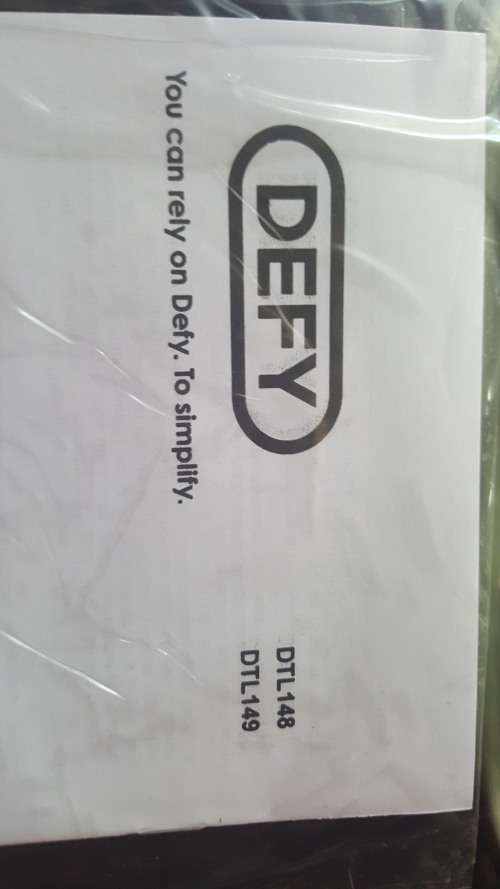 DEFY
You can rely on Defy. To simplify.
DTL148
DTL149